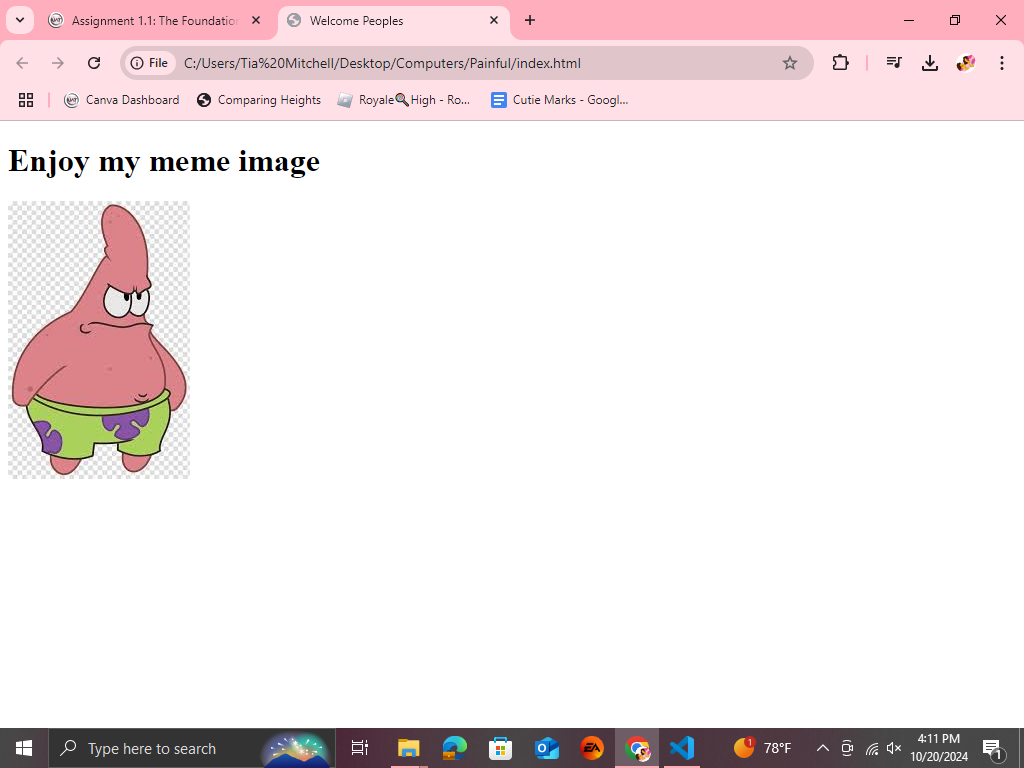 Assignment 1.1: The Foundation
Welcome Peoples
File
C:/Users/Tia%20Mitchell/Desktop/Computers/Painful/index.html
Canva Dashboard
Comparing Heights
Royale🔍High - Ro...
Cutie Marks - Googl...
Enjoy my meme image
Type here to search
EA
1
78°F
4:11 PM
10/20/2024
1